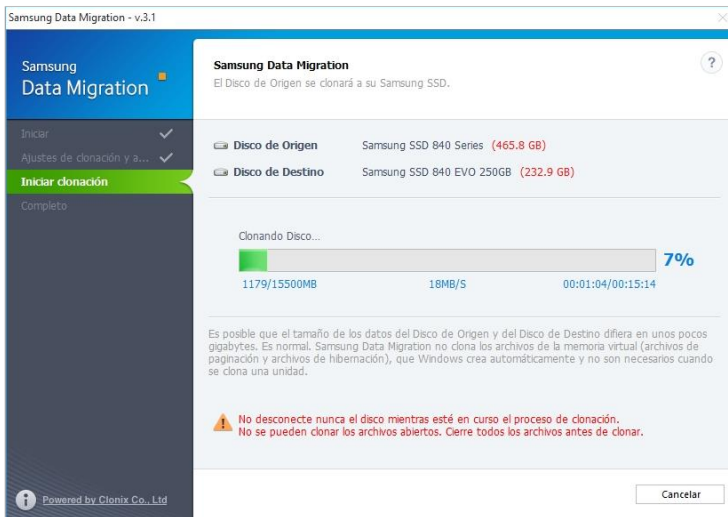 Samsung Data Migration - v.3.1
Samsung
Data Migration
Iniciar
Ajustes de clonación y a...
Iniciar clonación
Completo
Powered by Clonix Co., Ltd
Samsung Data Migration
El Disco de Origen se clonará a su Samsung SSD.
?
Disco de Origen Samsung SSD 840 Series (465.8 GB)
Disco de Destino Samsung SSD 840 EVO 250GB (232.9 GB)
Clonando Disco...
7%
1179/15500MB 18MB/S 00:01:04/00:15:14
Es posible que el tamaño de los datos del Disco de Origen y del Disco de Destino difiera en unos pocos
gigabytes. Es normal. Samsung Data Migration no clona los archivos de la memoria virtual (archivos de
paginación y archivos de hibernación), que Windows crea automáticamente y no son necesarios cuando
se clona una unidad.
No desconecte nunca el disco mientras esté en curso el proceso de clonación.
No se pueden clonar los archivos abiertos. Cierre todos los archivos antes de clonar.
Cancelar